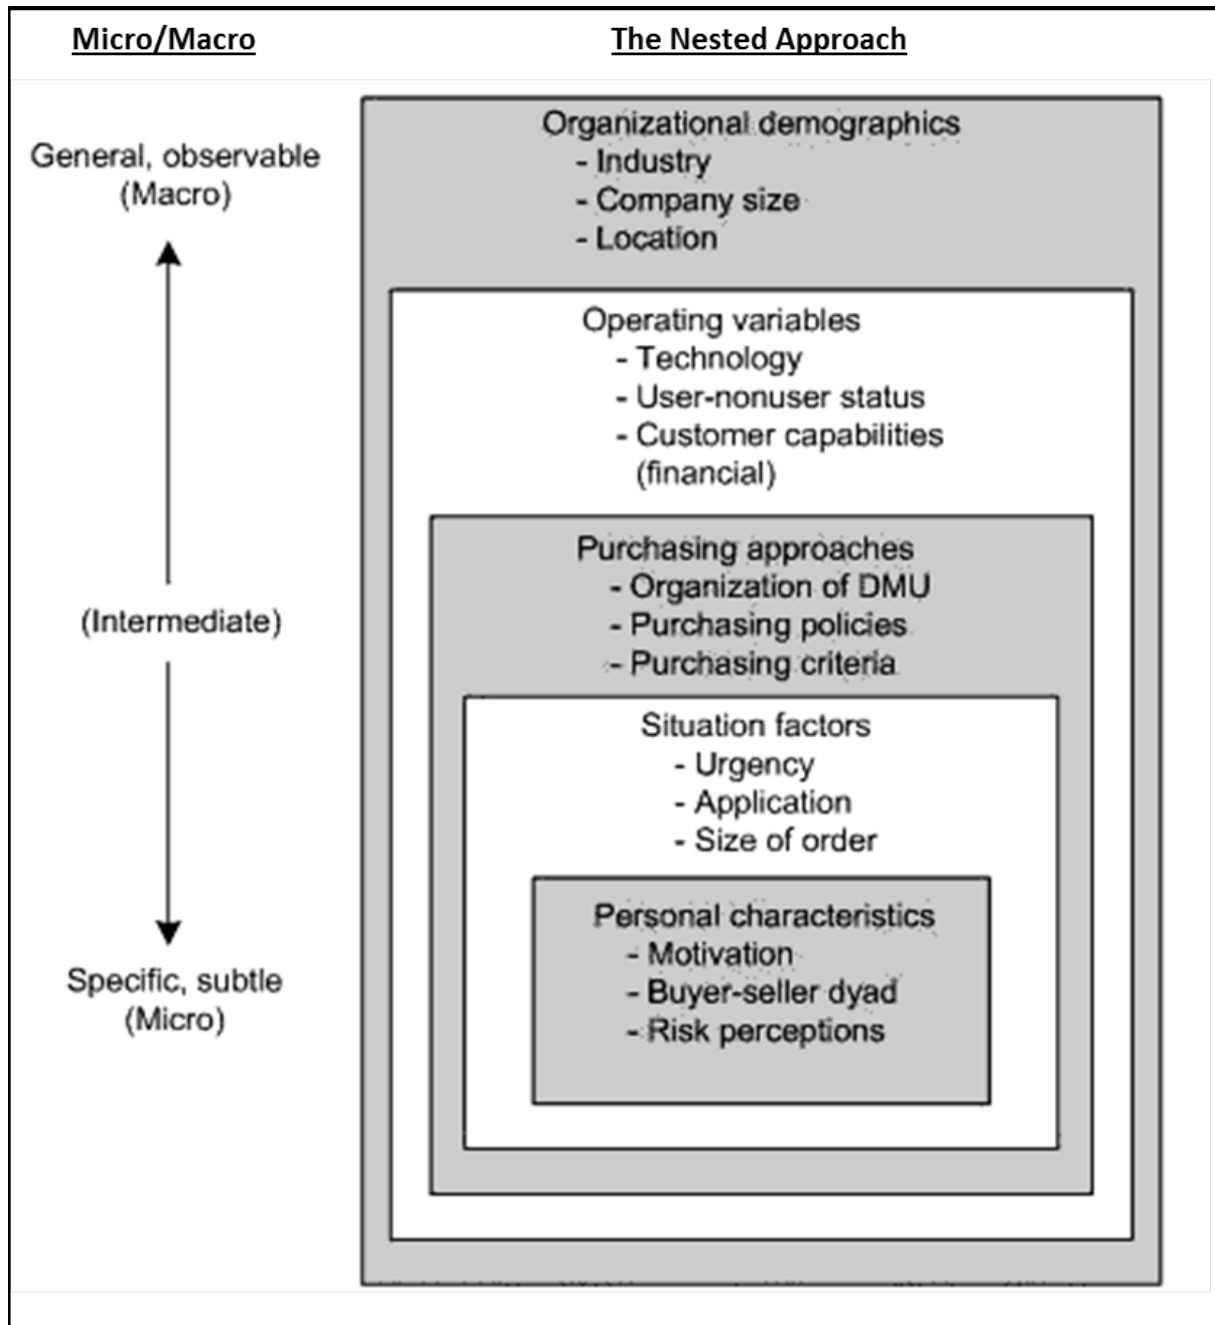 Micro/Macro
The Nested Approach
General, observable
(Macro)
(Intermediate)
Specific, subtle
(Micro)
Organizational demographics
- Industry
- Company size
- Location
Operating variables
- Technology
- User-nonuser status
- Customer capabilities
(financial)
Purchasing approaches
- Organization of DMU
- Purchasing policies
- Purchasing criteria
Situation factors
- Urgency
- Application
- Size of order
Personal characteristics
- Motivation
- Buyer-seller dyad
- Risk perceptions